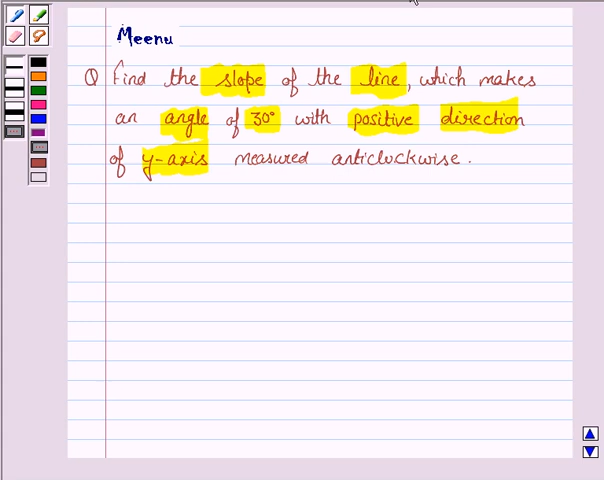 Meenu
Q Find the slope of the line, which makes
an angle of 30° with positive direction
of y-axis measured anticlockwise.